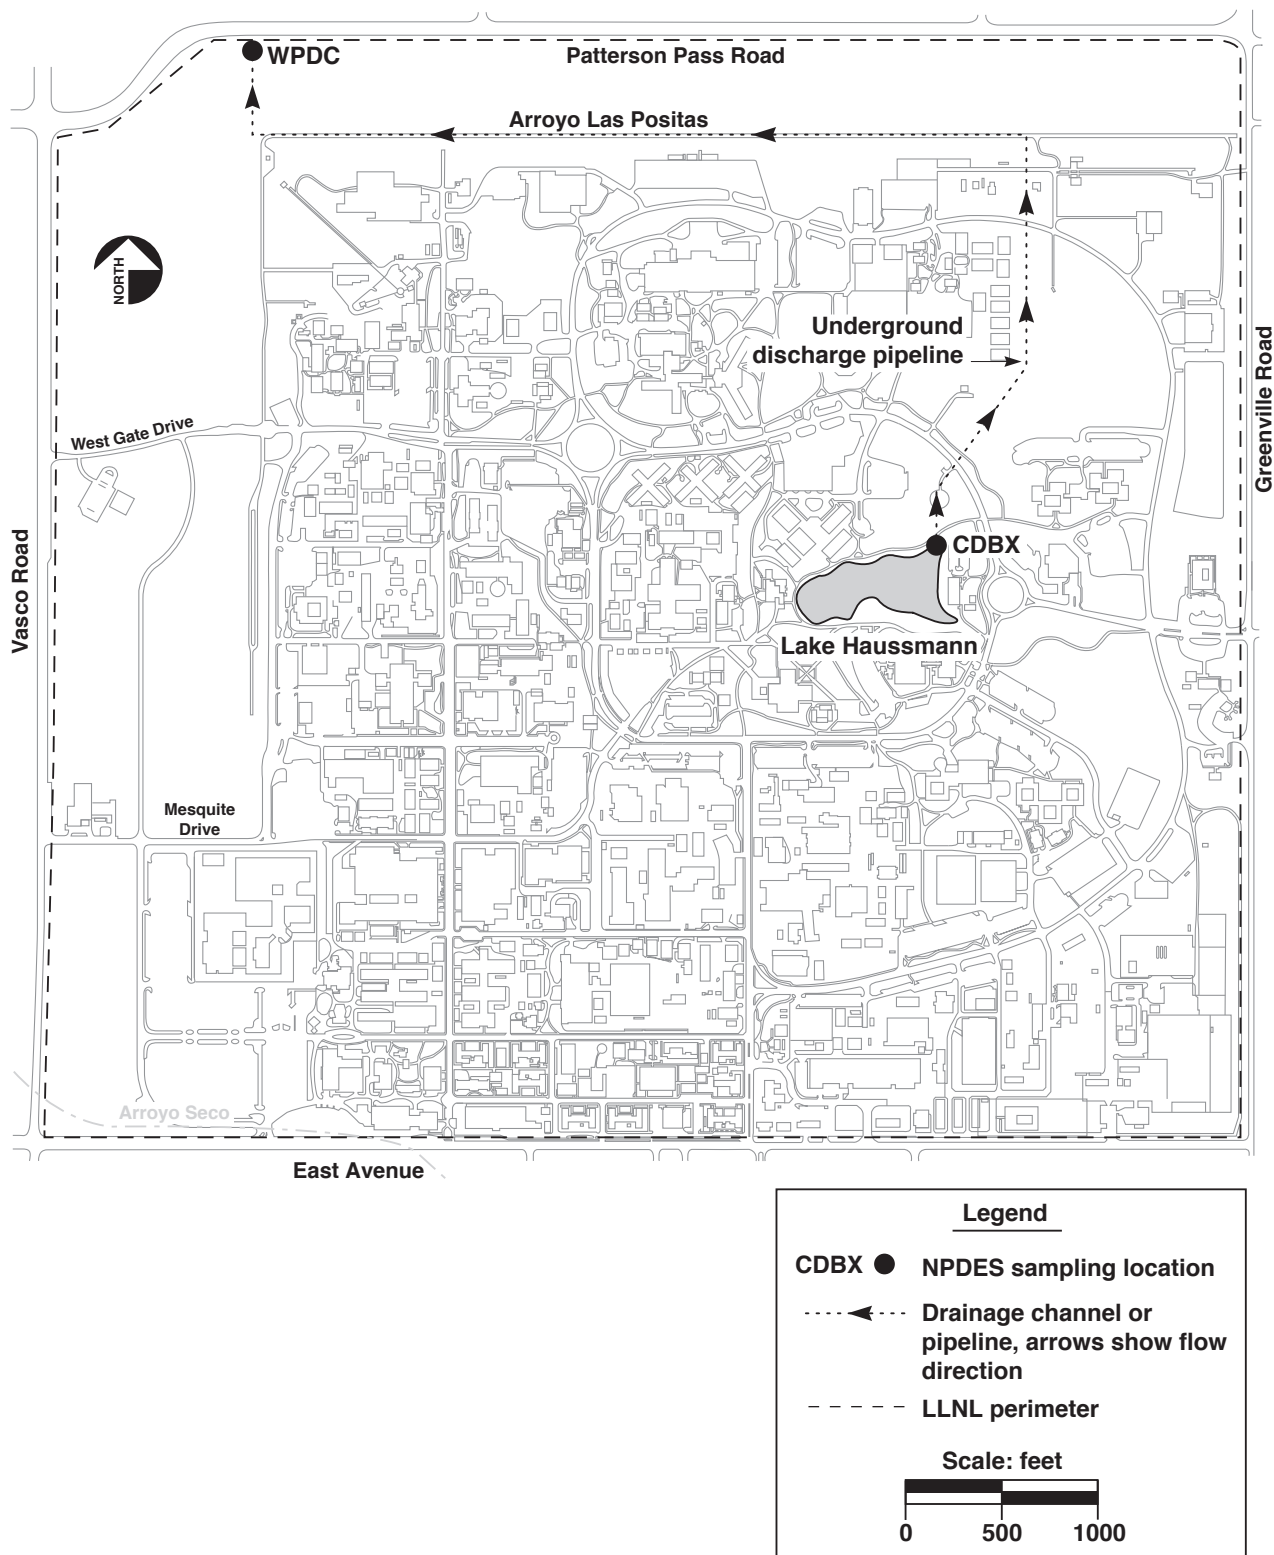 WPDC
Patterson Pass Road
Arroyo Las Positas
NORTH
Underground
discharge pipeline
Greenville Road
West Gate Drive
CDBX
Vasco Road
Lake Haussmann
Mesquite
Drive
Arroyo Seco
East Avenue
Legend
CDBX
NPDES sampling location
Drainage channel or
pipeline, arrows show flow
direction
LLNL perimeter
Scale: feet
0 500 1000